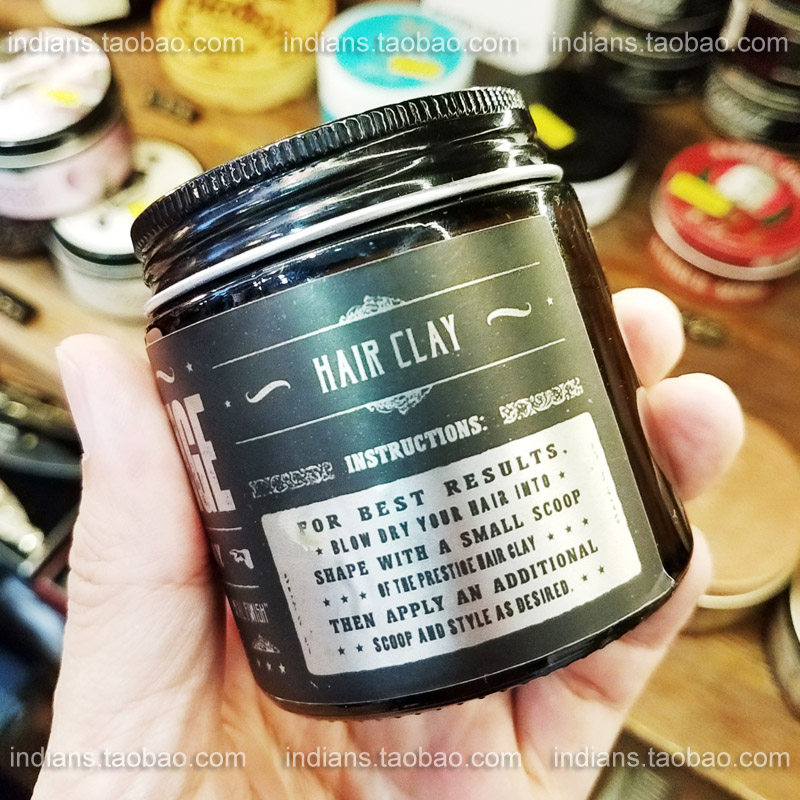 indians.taobao.com indians.taobao.com indians.taobao.com
HAIR CLAY
INSTRUCTIONS:
FOR BEST RESULTS,
BLOW DRY YOUR HAIR INTO
SHAPE WITH A SMALL SCOOP
OF THE PRESTIGE HAIR CLAY
THEN APPLY AN ADDITIONAL
SCOOP AND STYLE AS DESIRED.
indians.taobao.com indians.taobao.com indians.taobao.com